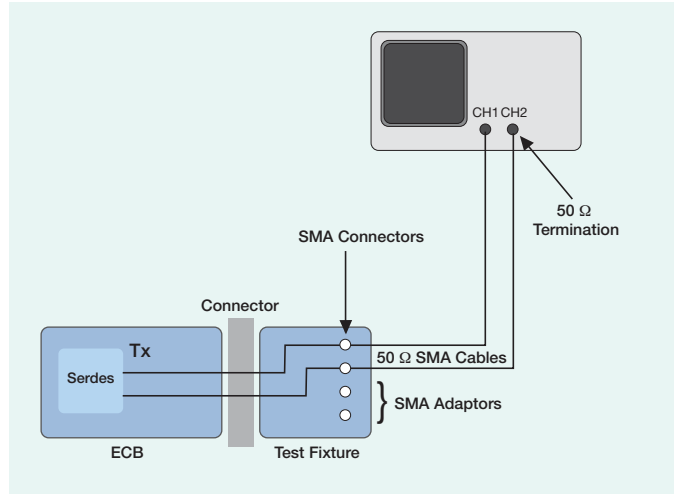 CH1 CH2
50 Ω
Termination
SMA Connectors
Connector
Tx
Serdes
50 Ω SMA Cables
SMA Adaptors
ECB
Test Fixture